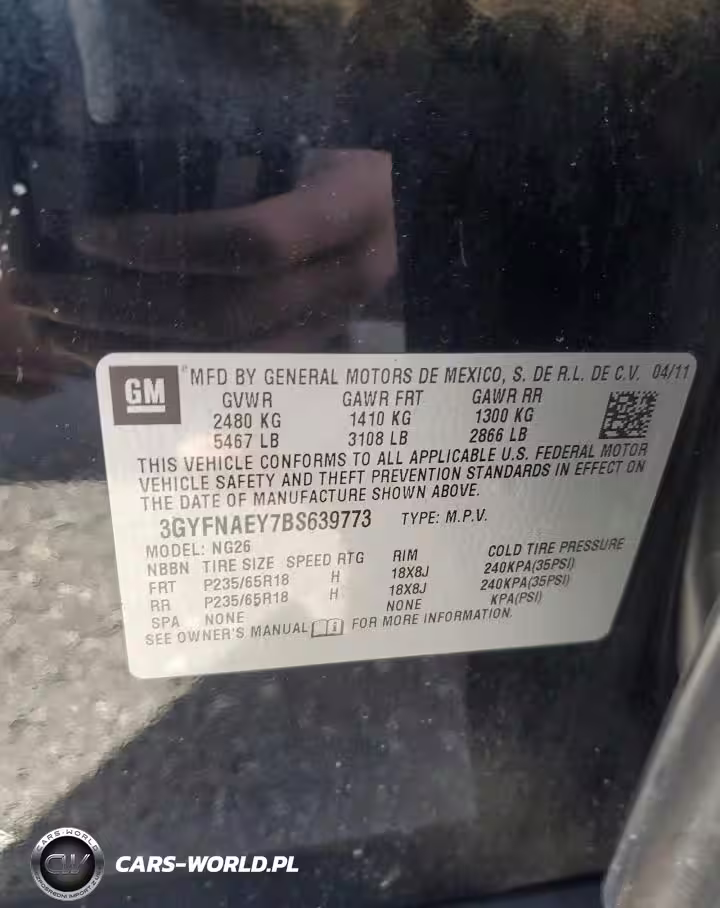 GM
MFD BY GENERAL MOTORS DE MEXICO, S. DE R.L. DE C.V. 04/11
GVWR GAWR FRT GAWR RR
2480 KG 1410 KG 1300 KG
5467 LB 3108 LB 2866 LB
THIS VEHICLE CONFORMS TO ALL APPLICABLE U.S. FEDERAL MOTOR
VEHICLE SAFETY AND THEFT PREVENTION STANDARDS IN EFFECT ON
THE DATE OF MANUFACTURE SHOWN ABOVE.
3GYFNAEY7BS639773 TYPE: M.P.V.
MODEL: NG26
NBBN TIRE SIZE SPEED RTG RIM COLD TIRE PRESSURE
FRT P235/65R18 H 18X8J 240KPA(35PSI)
RR P235/65R18 H 18X8J 240KPA(35PSI)
SPA NONE NONE KPA(PSI)
SEE OWNER'S MANUAL FOR MORE INFORMATION.
CARS-WORLD
CW
CARS-WORLD.PL